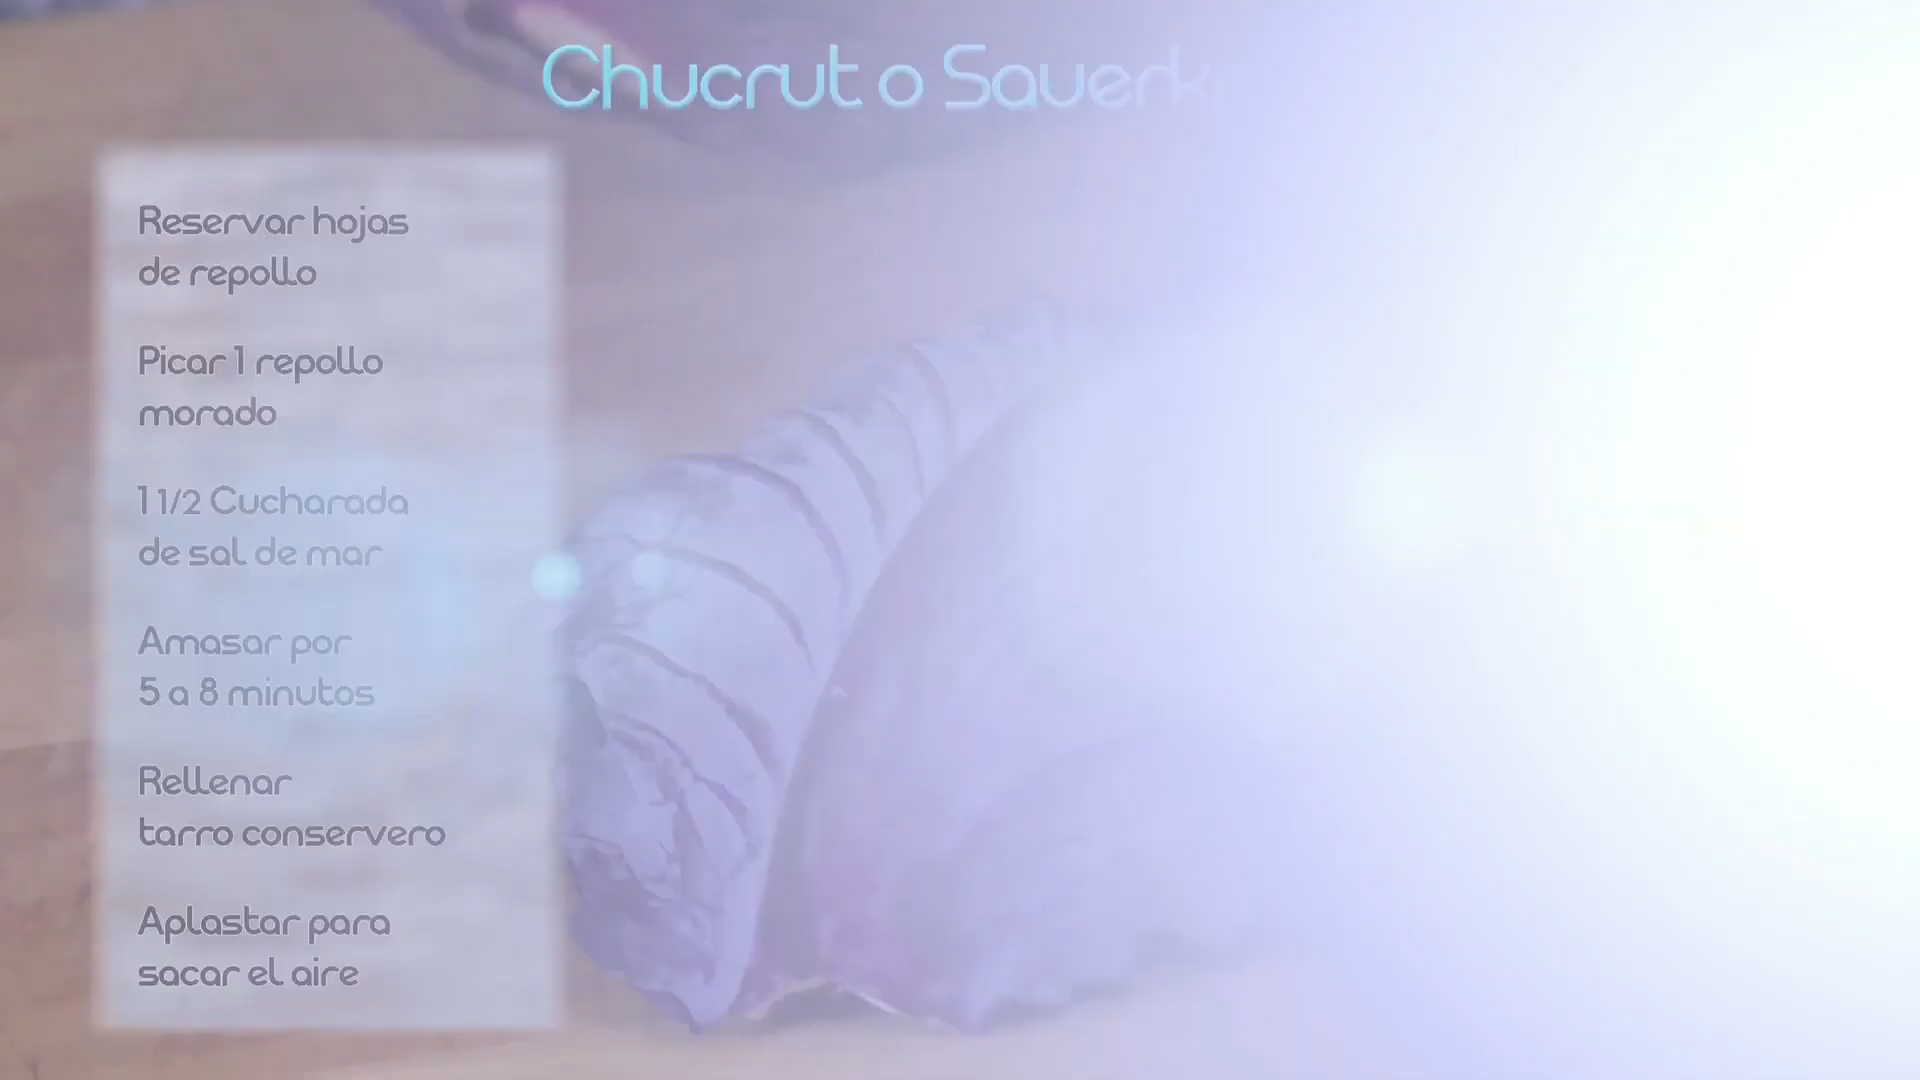 Chucrut o Sauerk
Reservar hojas
de repollo
Picar 1 repollo
morado
1 1/2 Cucharada
de sal de mar
Amasar por
5 a 8 minutos
Rellenar
tarro conservero
Aplastar para
sacar el aire